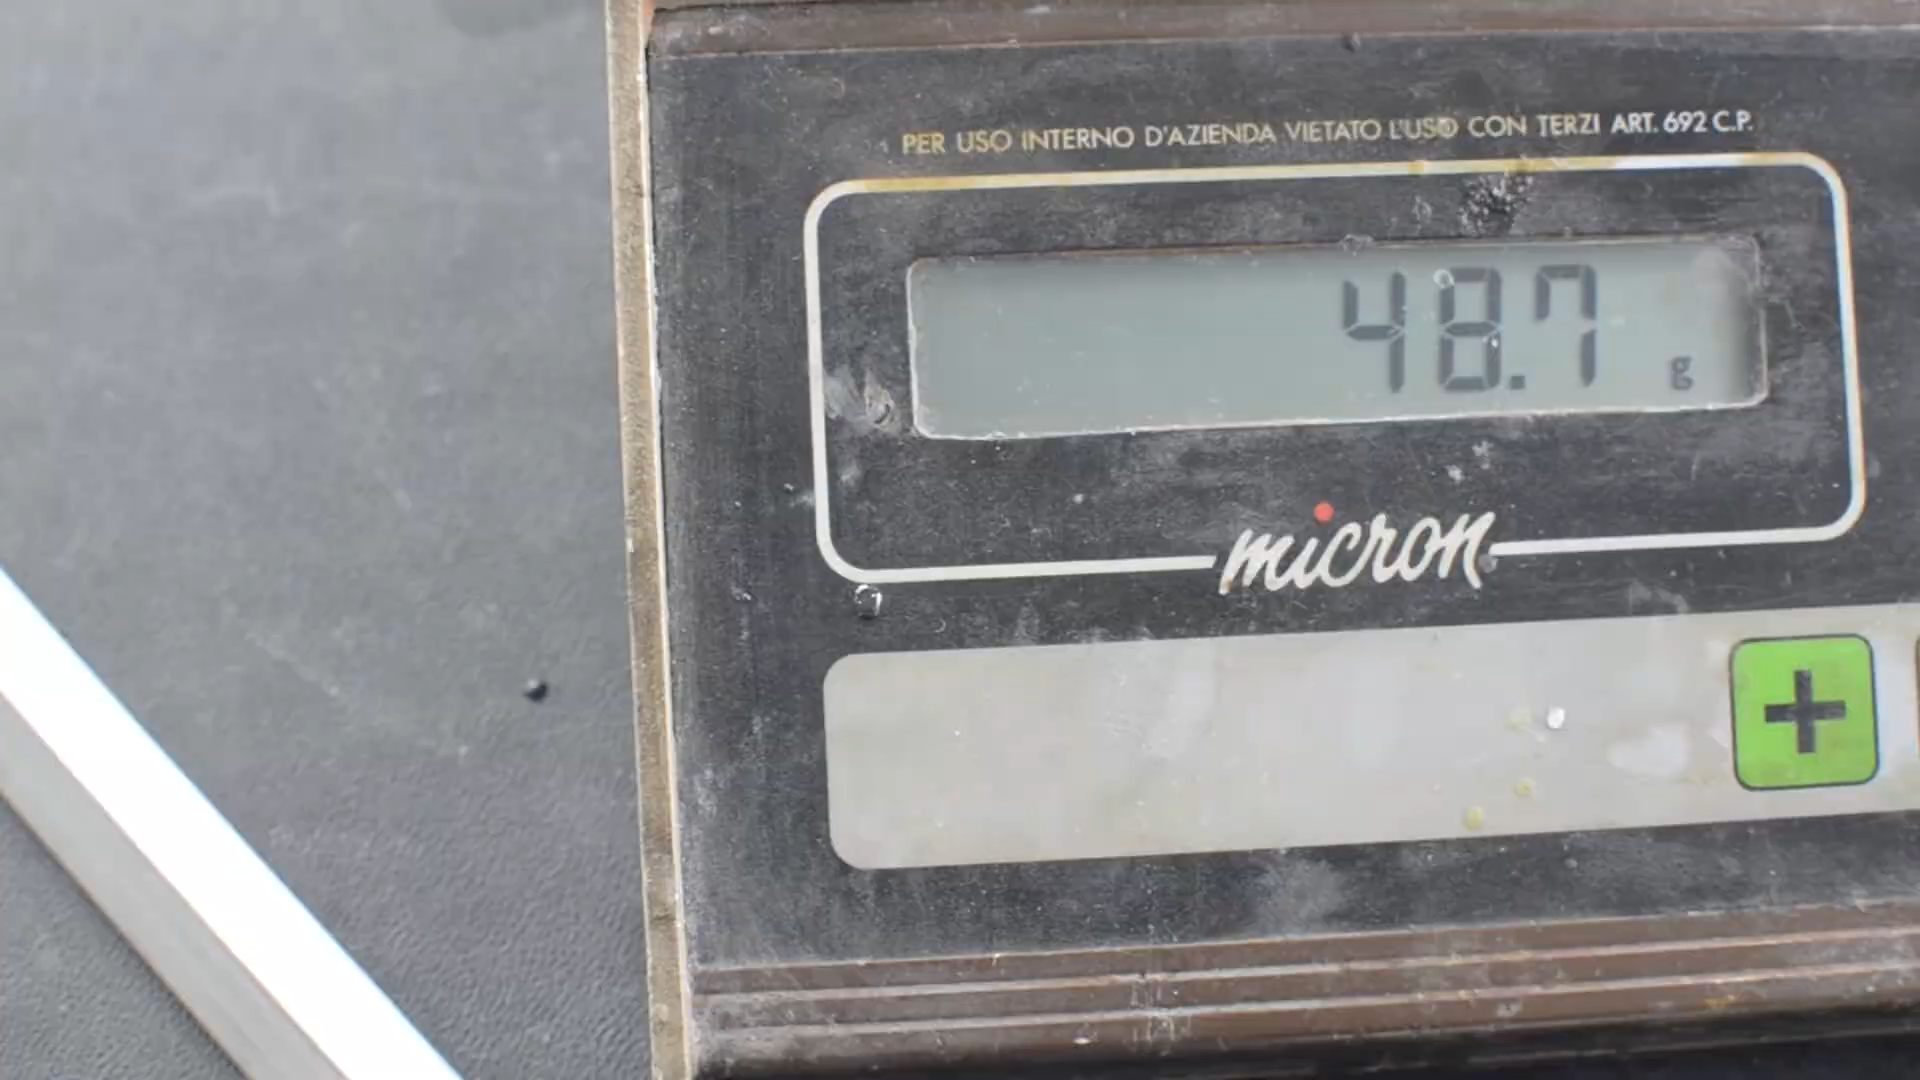 PER USO INTERNO D'AZIENDA VIETATO L'USO CON TERZI ART. 692 C.P.
48.7 g
micron
+